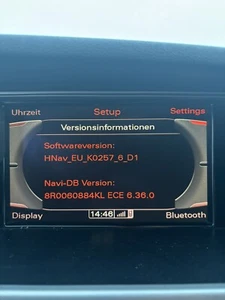 Uhrzeit Setup Settings
Versionsinformationen
Softwareversion:
HNav_EU_K0257_6_D1
Navi-DB Version:
8R0060884KL ECE 6.36.0
Display 14:46 Bluetooth